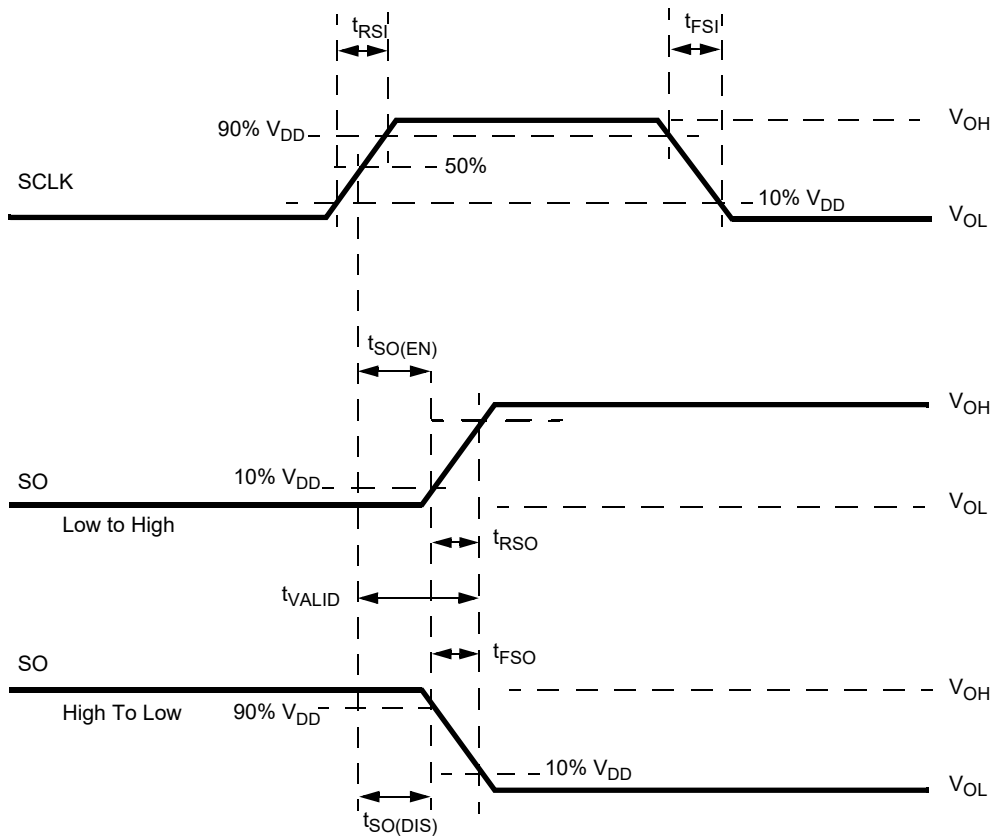 tRSI
tFSI
90% VDD
VOH
50%
SCLK
10% VDD
VOL
tSO(EN)
VOH
SO
10% VDD
VOL
Low to High
tRSO
tVALID
tFSO
SO
VOH
High To Low
90% VDD
10% VDD
VOL
tSO(DIS)